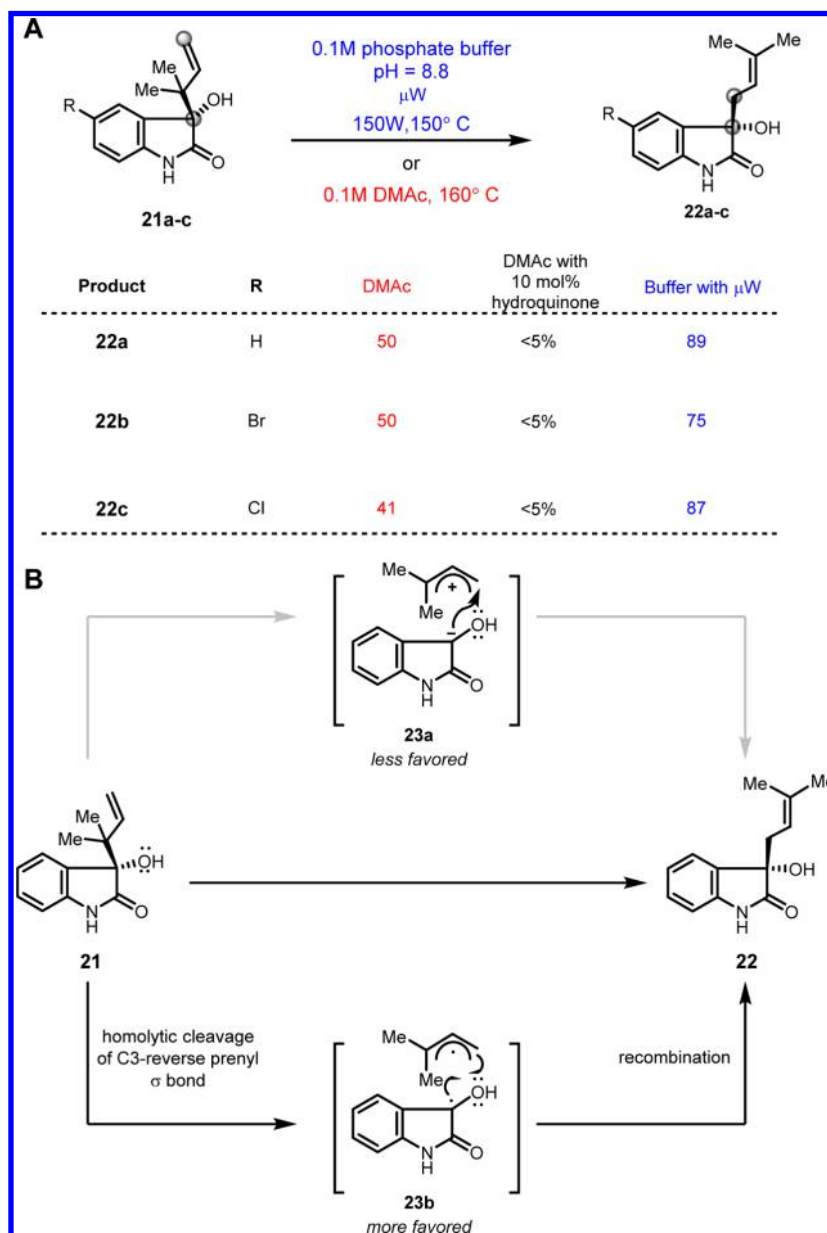 A
Me
Me
OH
R
O
N
H
21a-c
0.1M phosphate buffer
pH = 8.8
μW
150W,150° C
or
0.1M DMAc, 160° C
Me
Me
R
OH
O
N
H
22a-c
Product R DMAc DMAc with 10 mol% hydroquinone Buffer with μW
22a H 50 <5% 89
22b Br 50 <5% 75
22c Cl 41 <5% 87
B
Me
+
Me
OH
−
O
N
H
23a
less favored
Me
Me
OH
O
N
H
21
Me
Me
OH
O
N
H
22
homolytic cleavage
of C3-reverse prenyl
σ bond
Me
Me
OH
O
N
H
23b
more favored
recombination